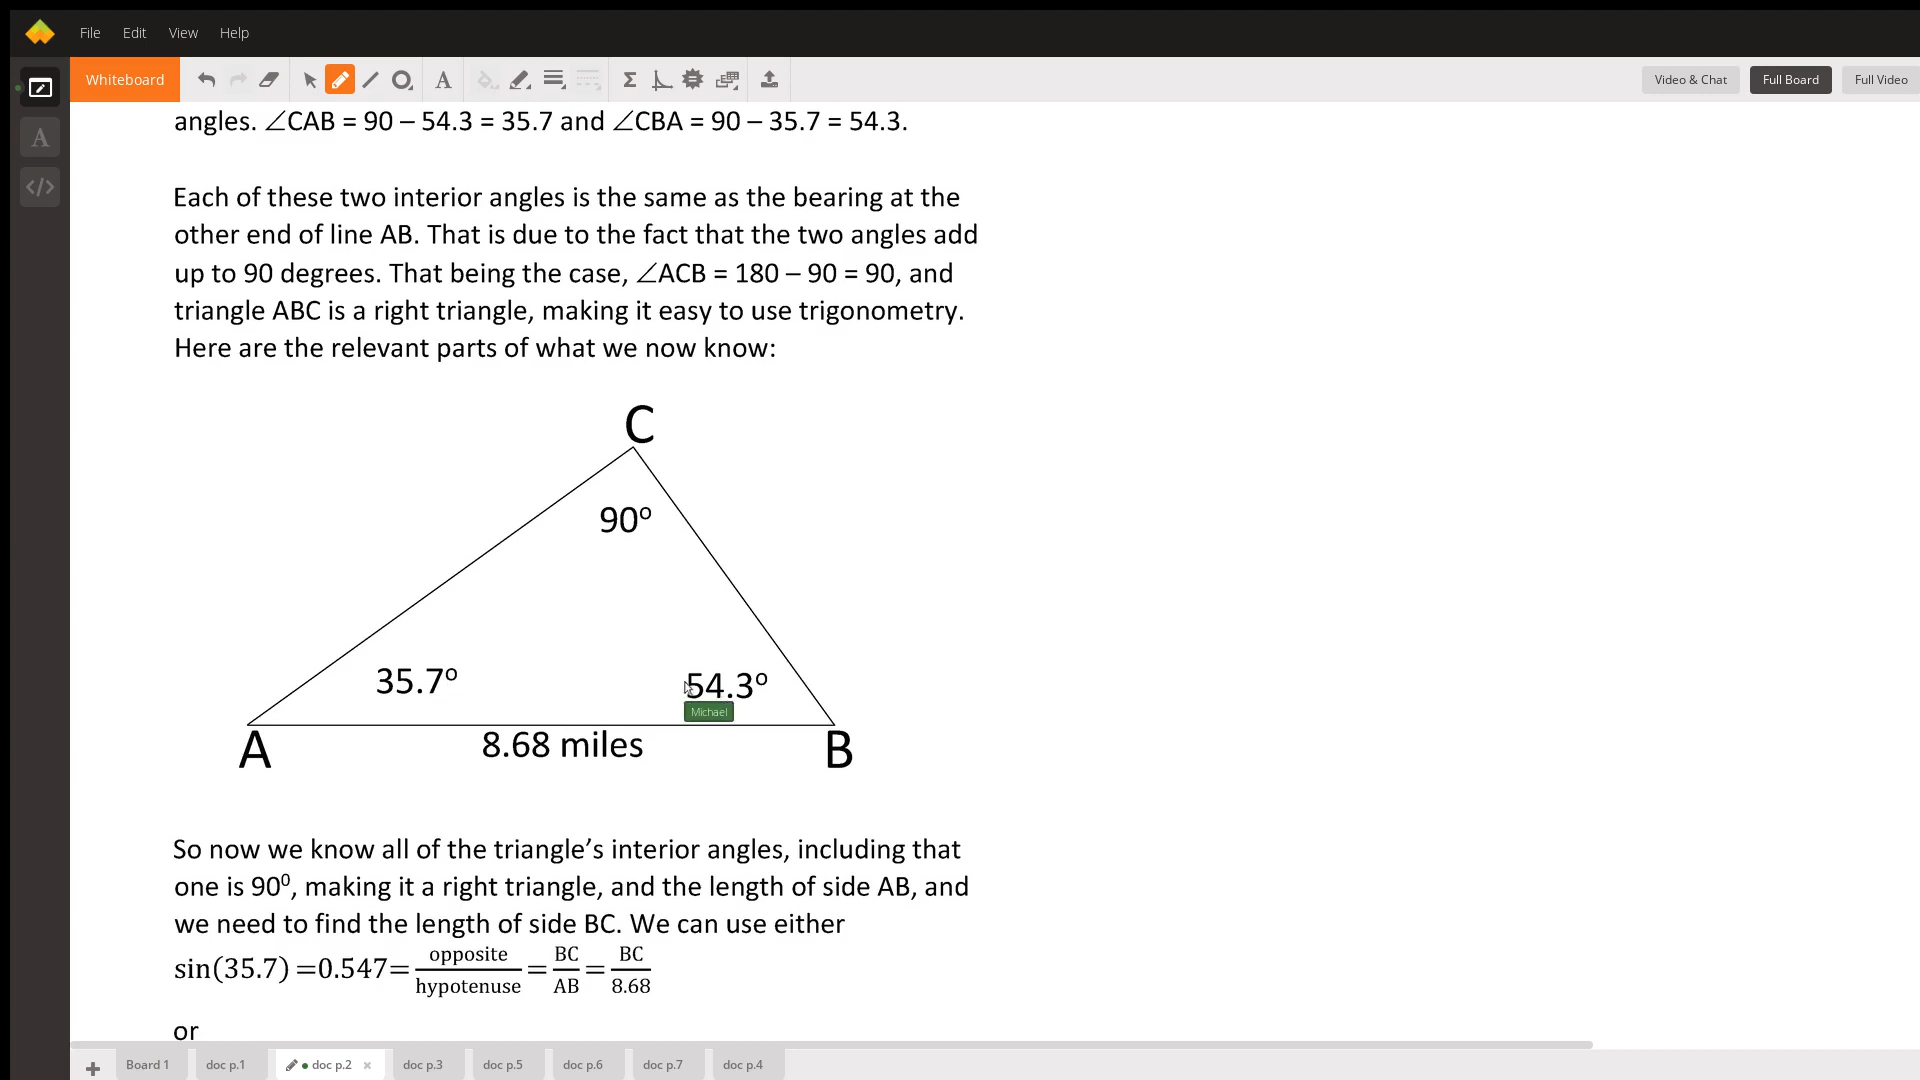 File Edit View Help
Whiteboard A Σ Video & Chat Full Board Full Video
A
</>
angles. ∠CAB = 90 – 54.3 = 35.7 and ∠CBA = 90 – 35.7 = 54.3.
Each of these two interior angles is the same as the bearing at the
other end of line AB. That is due to the fact that the two angles add
up to 90 degrees. That being the case, ∠ACB = 180 – 90 = 90, and
triangle ABC is a right triangle, making it easy to use trigonometry.
Here are the relevant parts of what we now know:
C
90º
35.7º 54.3º
Michael
A 8.68 miles B
So now we know all of the triangle’s interior angles, including that
one is 90⁰, making it a right triangle, and the length of side AB, and
we need to find the length of side BC. We can use either
sin(35.7) =0.547= opposite/hypotenuse = BC/AB = BC/8.68
or
+ Board 1 doc p.1 doc p.2 × doc p.3 doc p.5 doc p.6 doc p.7 doc p.4